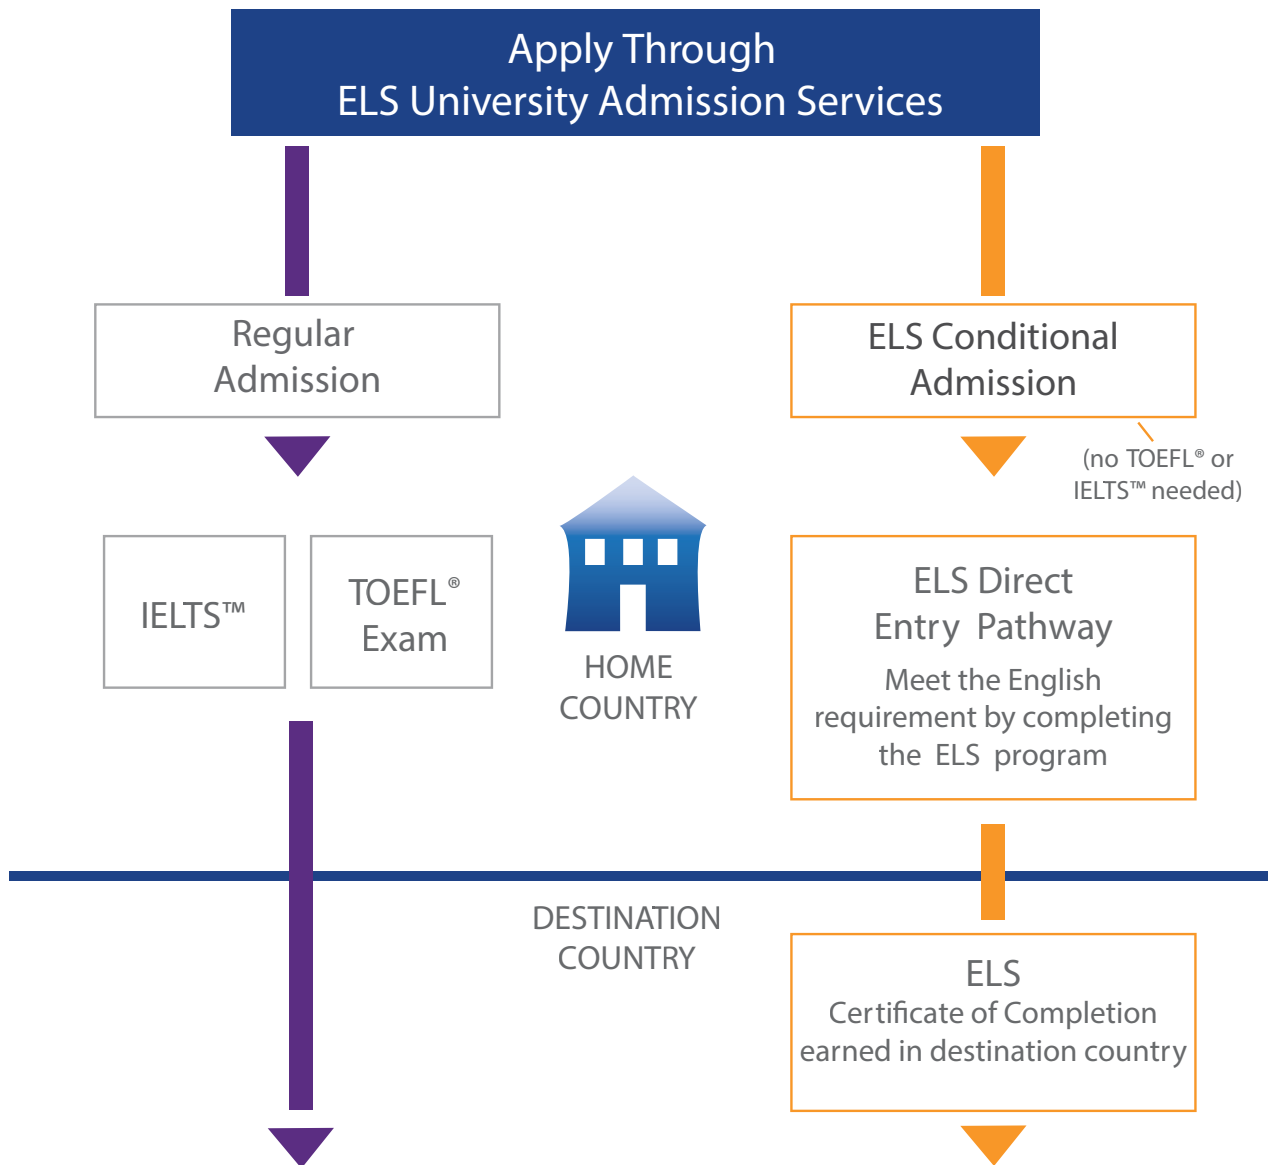 Apply Through
ELS University Admission Services
Regular
Admission
ELS Conditional
Admission
(no TOEFL® or
IELTS™ needed)
IELTS™
TOEFL®
Exam
HOME
COUNTRY
ELS Direct
Entry Pathway
Meet the English
requirement by completing
the ELS program
DESTINATION
COUNTRY
ELS
Certificate of Completion
earned in destination country